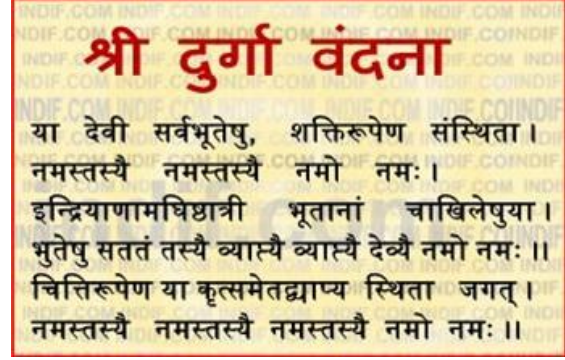 श्री दुर्गा वंदना
या देवी सर्वभूतेषु, शक्तिरूपेण संस्थिता।
नमस्तस्यै नमस्तस्यै नमो नमः।
इन्द्रियाणामघिष्ठात्री भूतानां चाखिलेषुया।
भुतेषु सततं तस्यै व्याप्त्यै व्याप्त्यै देव्यै नमो नमः॥
चित्तिरूपेण या कृत्समेतद्व्याप्य स्थिता जगत्।
नमस्तस्यै नमस्तस्यै नमस्तस्यै नमो नमः॥